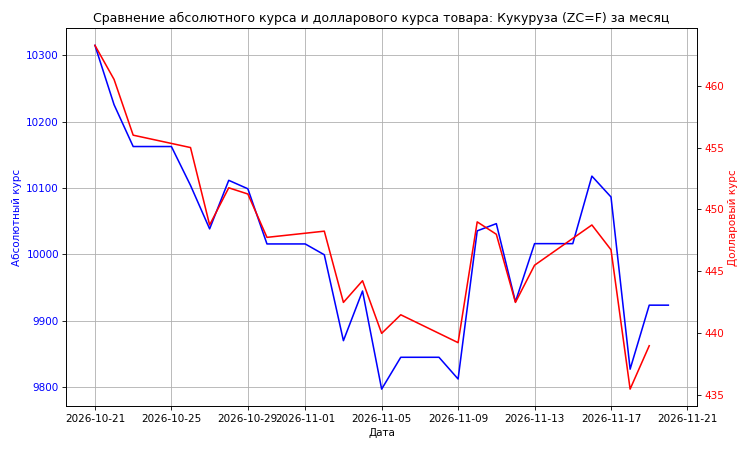 Сравнение абсолютного курса и долларового курса товара: Кукуруза (ZC=F) за месяц
10300
10200
10100
10000
9900
9800
Абсолютный курс
460
455
450
445
440
435
Долларовый курс
2026-10-21 2026-10-25 2026-10-29 2026-11-01 2026-11-05 2026-11-09 2026-11-13 2026-11-17 2026-11-21
Дата